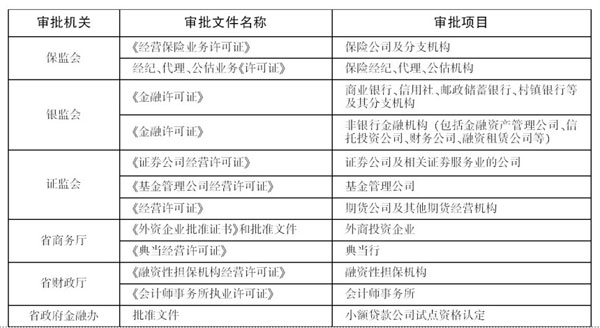 审批机关 审批文件名称 审批项目
保监会 《经营保险业务许可证》 保险公司及分支机构
经纪、代理、公估业务《许可证》 保险经纪、代理、公估机构
银监会 《金融许可证》 商业银行、信用社、邮政储蓄银行、村镇银行等
及其分支机构
《金融许可证》 非银行金融机构（包括金融资产管理公司、信
托投资公司、财务公司、融资租赁公司等）
证监会 《证券公司经营许可证》 证券公司及相关证券服务业的公司
《基金管理公司经营许可证》 基金管理公司
《经营许可证》 期货公司及其他期货经营机构
省商务厅 《外资企业批准证书》和批准文件 外商投资企业
《典当经营许可证》 典当行
省财政厅 《融资性担保机构经营许可证》 融资性担保机构
《会计师事务所执业许可证》 会计师事务所
省政府金融办 批准文件 小额贷款公司试点资格认定